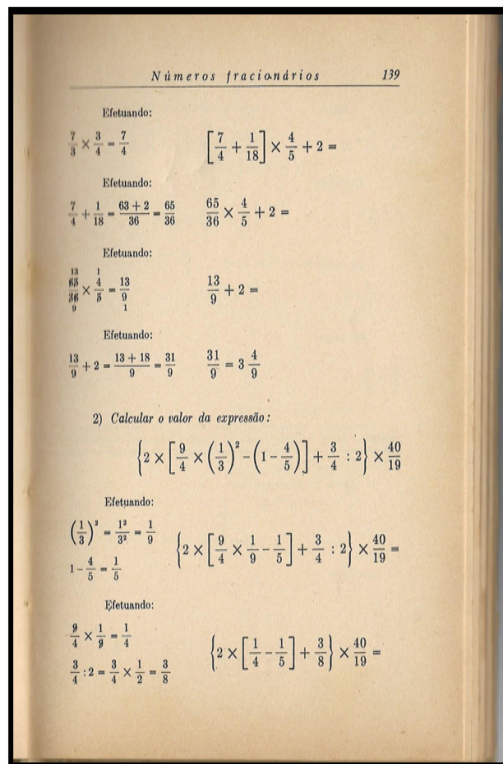 Números fracionários 139
Efetuando:
7/3 × 3/4 = 7/4 [7/4 + 1/18] × 4/5 + 2 =
Efetuando:
7/4 + 1/18 = (63 + 2)/36 = 65/36 65/36 × 4/5 + 2 =
Efetuando:
13 1
65/36 × 4/5 = 13/9 13/9 + 2 =
9 1
Efetuando:
13/9 + 2 = (13 + 18)/9 = 31/9 31/9 = 3 4/9
2) Calcular o valor da expressão:
{2 × [9/4 × (1/3)² − (1 − 4/5)] + 3/4 : 2} × 40/19
Efetuando:
(1/3)² = 1²/3² = 1/9 {2 × [9/4 × 1/9 − 1/5] + 3/4 : 2} × 40/19 =
1 − 4/5 = 1/5
Efetuando:
9/4 × 1/9 = 1/4 {2 × [1/4 − 1/5] + 3/8} × 40/19 =
3/4 : 2 = 3/4 × 1/2 = 3/8